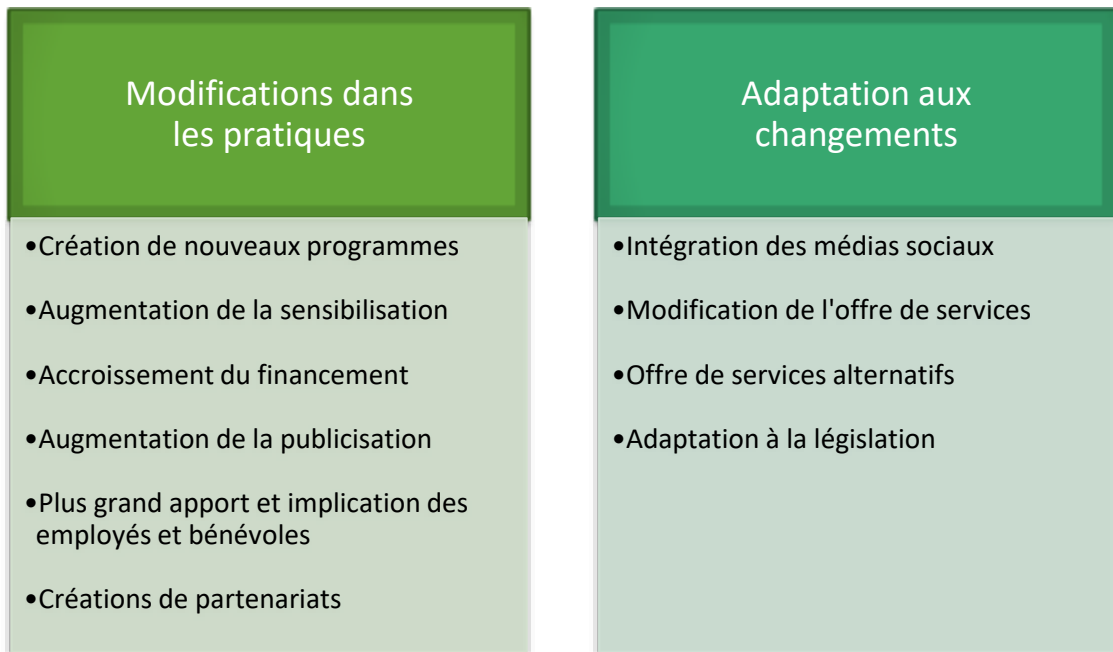 Modifications dans
les pratiques
•Création de nouveaux programmes
•Augmentation de la sensibilisation
•Accroissement du financement
•Augmentation de la publicisation
•Plus grand apport et implication des
employés et bénévoles
•Créations de partenariats
Adaptation aux
changements
•Intégration des médias sociaux
•Modification de l'offre de services
•Offre de services alternatifs
•Adaptation à la législation